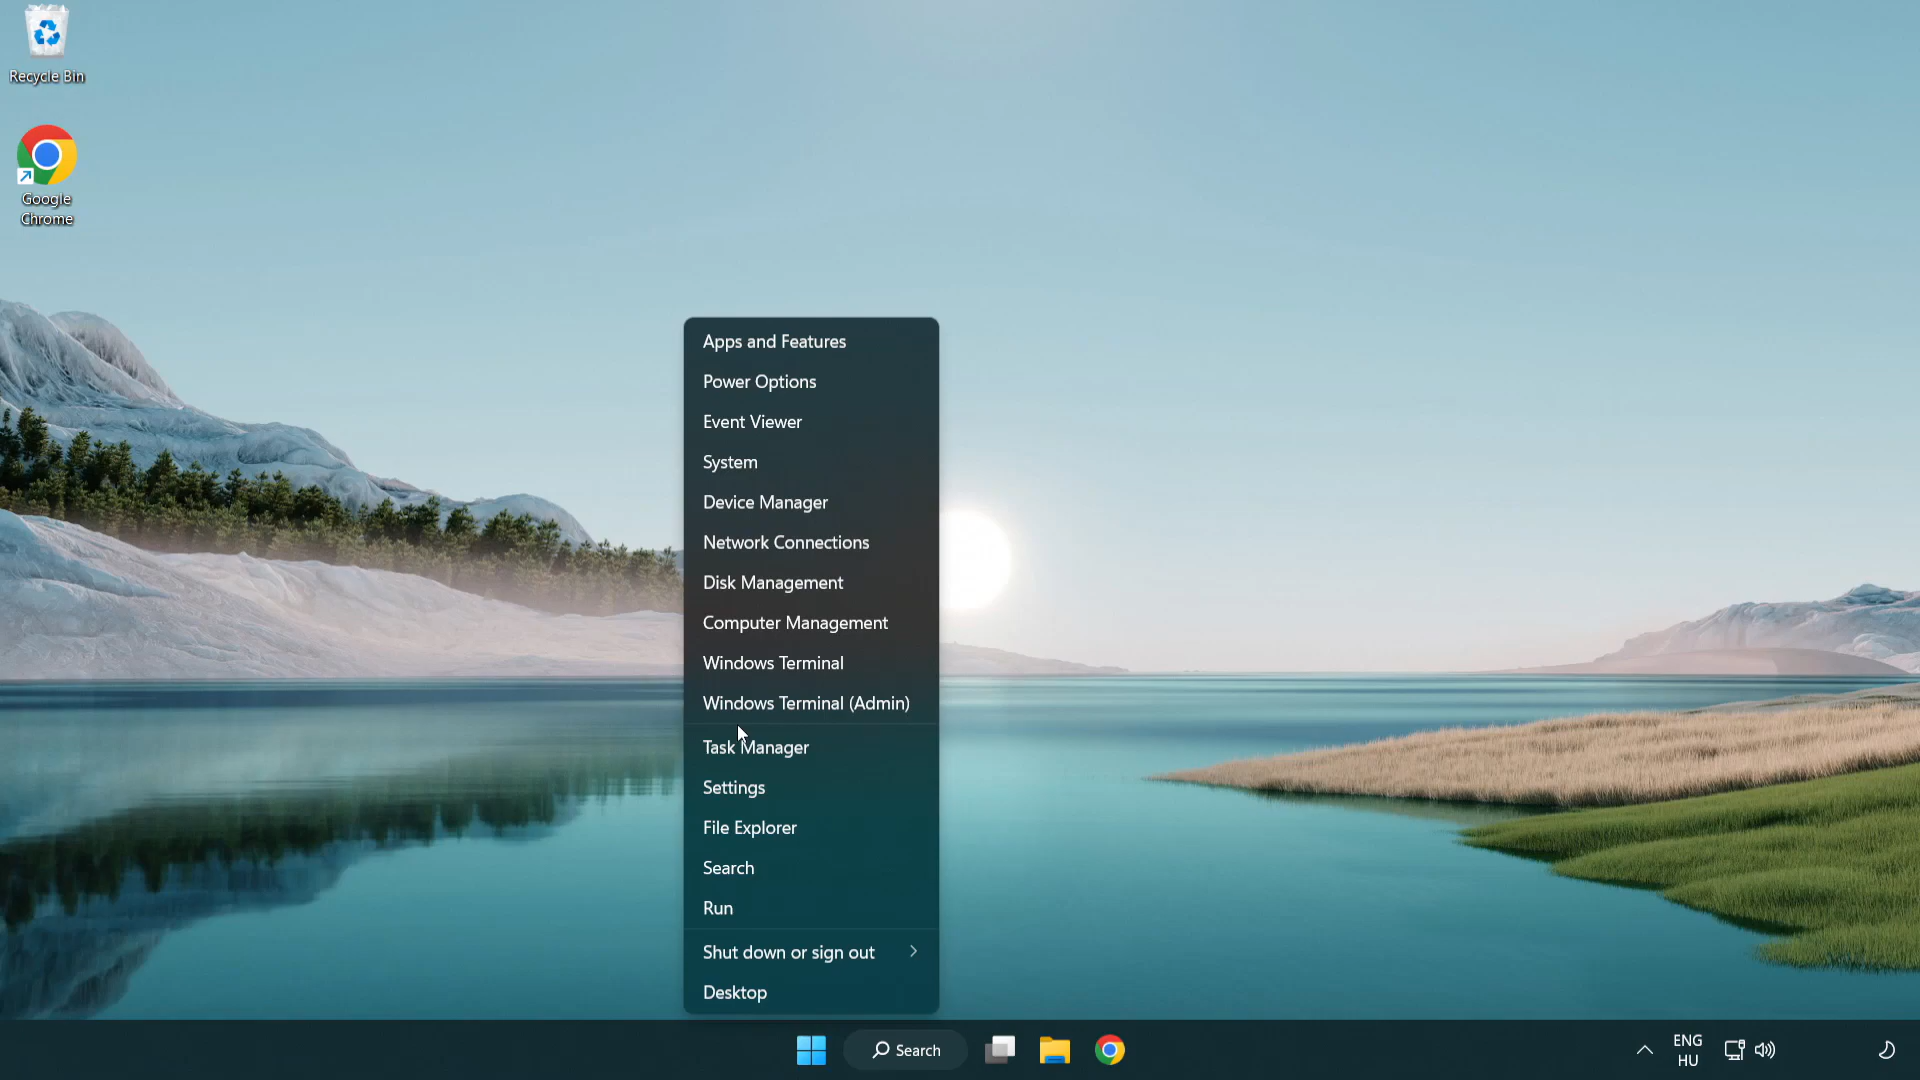 Recycle Bin
Google
Chrome
Apps and Features
Power Options
Event Viewer
System
Device Manager
Network Connections
Disk Management
Computer Management
Windows Terminal
Windows Terminal (Admin)
Task Manager
Settings
File Explorer
Search
Run
Shut down or sign out
Desktop
Search
ENG
HU